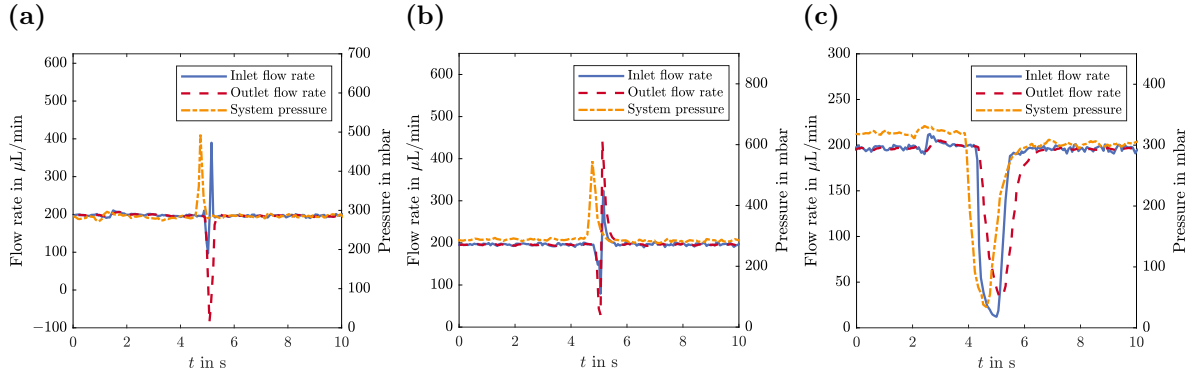 (a)
700
600
500
400
300
200
100
0
−100
600
500
400
300
200
100
0
0 2 4 6 8 10
Flow rate in μL/min
Pressure in mbar
t in s
Inlet flow rate
Outlet flow rate
System pressure
(b)
600
500
400
300
200
100
0
800
600
400
200
0
0 2 4 6 8 10
Flow rate in μL/min
Pressure in mbar
t in s
Inlet flow rate
Outlet flow rate
System pressure
(c)
300
250
200
150
100
50
0
400
300
200
100
0
0 2 4 6 8 10
Flow rate in μL/min
Pressure in mbar
t in s
Inlet flow rate
Outlet flow rate
System pressure